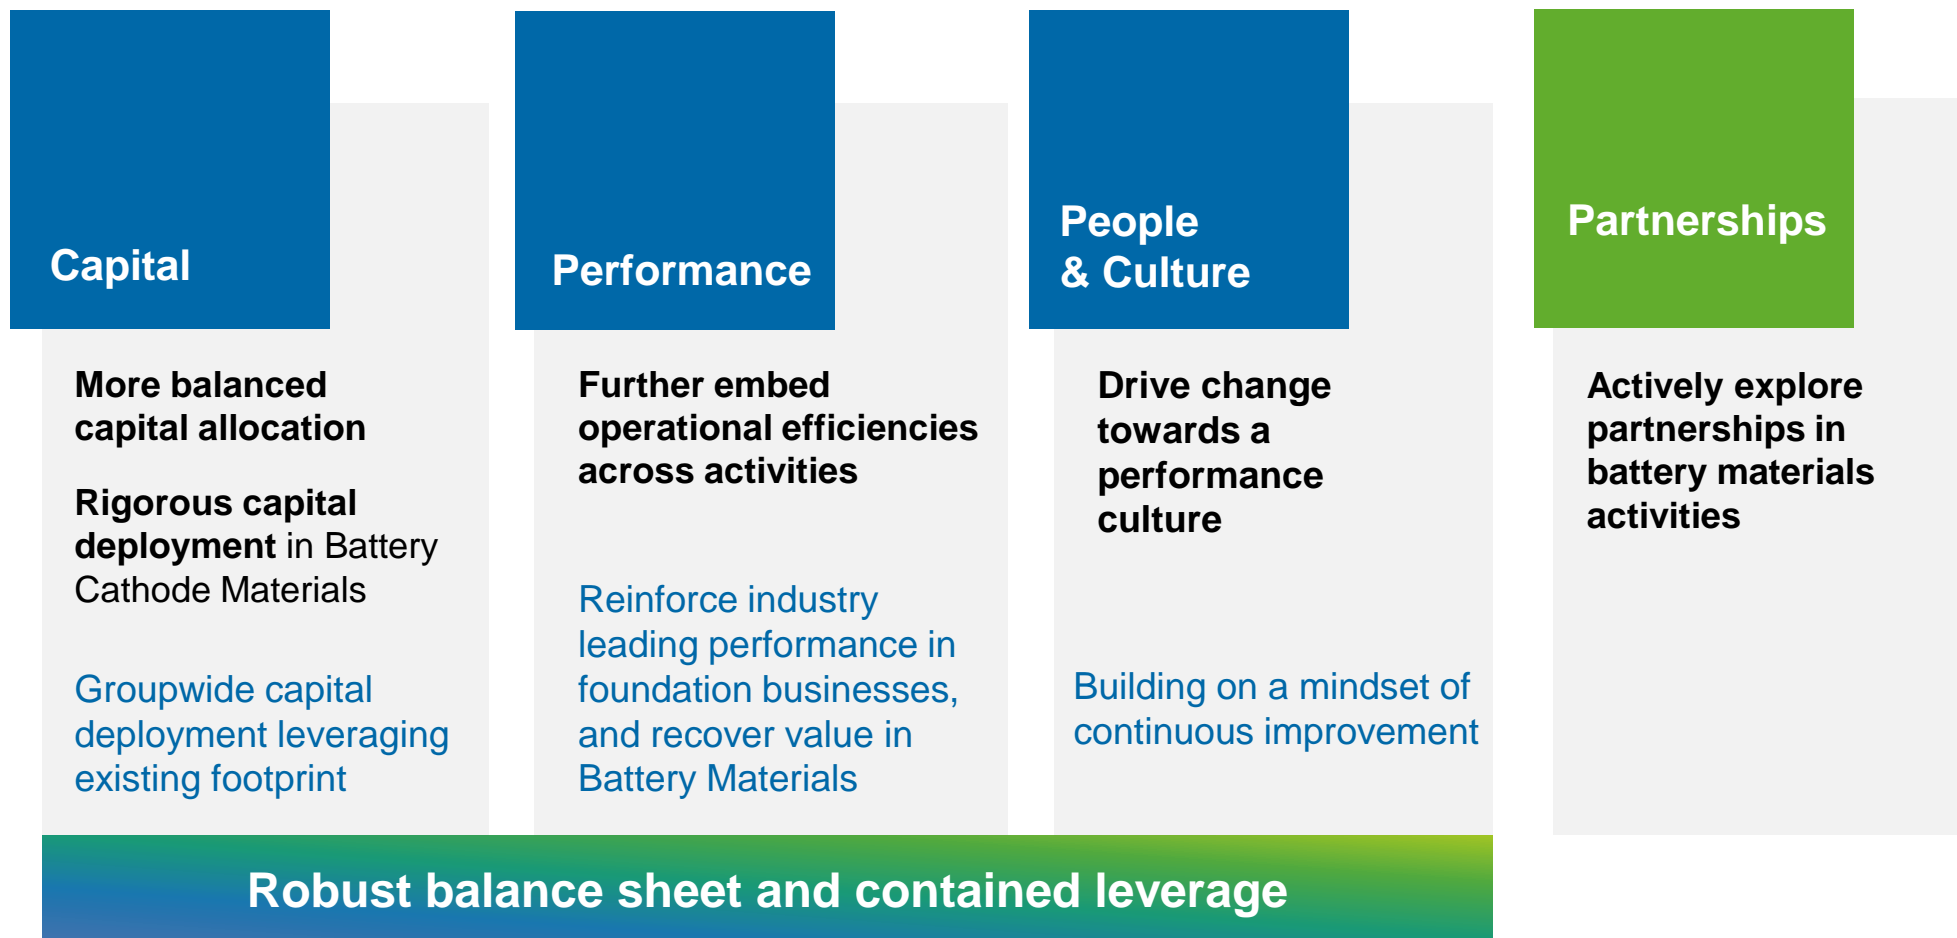 Capital
More balanced
capital allocation
Rigorous capital
deployment in Battery
Cathode Materials
Groupwide capital
deployment leveraging
existing footprint
Performance
Further embed
operational efficiencies
across activities
Reinforce industry
leading performance in
foundation businesses,
and recover value in
Battery Materials
People
& Culture
Drive change
towards a
performance
culture
Building on a mindset of
continuous improvement
Partnerships
Actively explore
partnerships in
battery materials
activities
Robust balance sheet and contained leverage